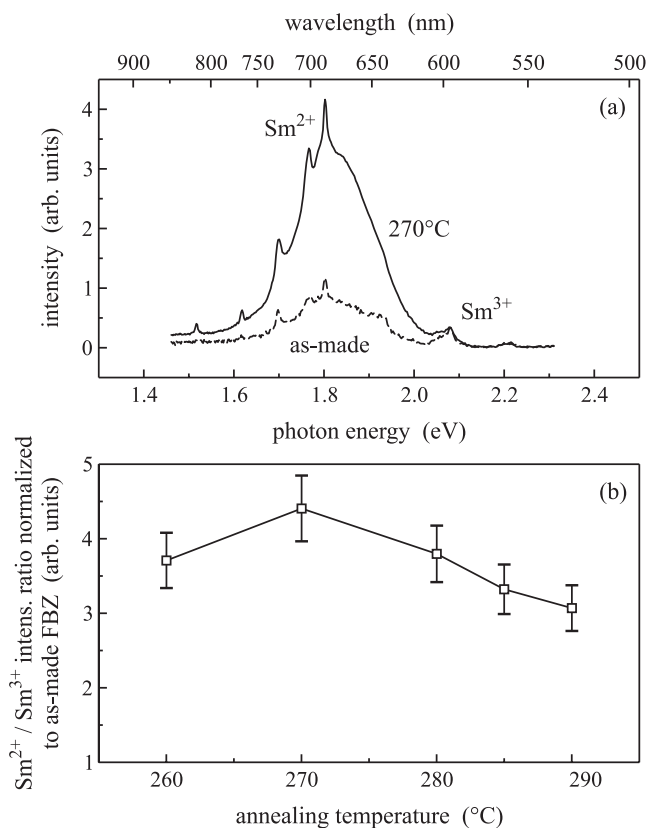 wavelength (nm)
900 800 750 700 650 600 550 500
(a)
Sm²⁺
270°C
Sm³⁺
as-made
4
3
2
1
0
intensity (arb. units)
1.4 1.6 1.8 2.0 2.2 2.4
photon energy (eV)
(b)
5
4
3
2
1
Sm²⁺ / Sm³⁺ intens. ratio normalized
to as-made FBZ (arb. units)
260 270 280 290
annealing temperature (°C)